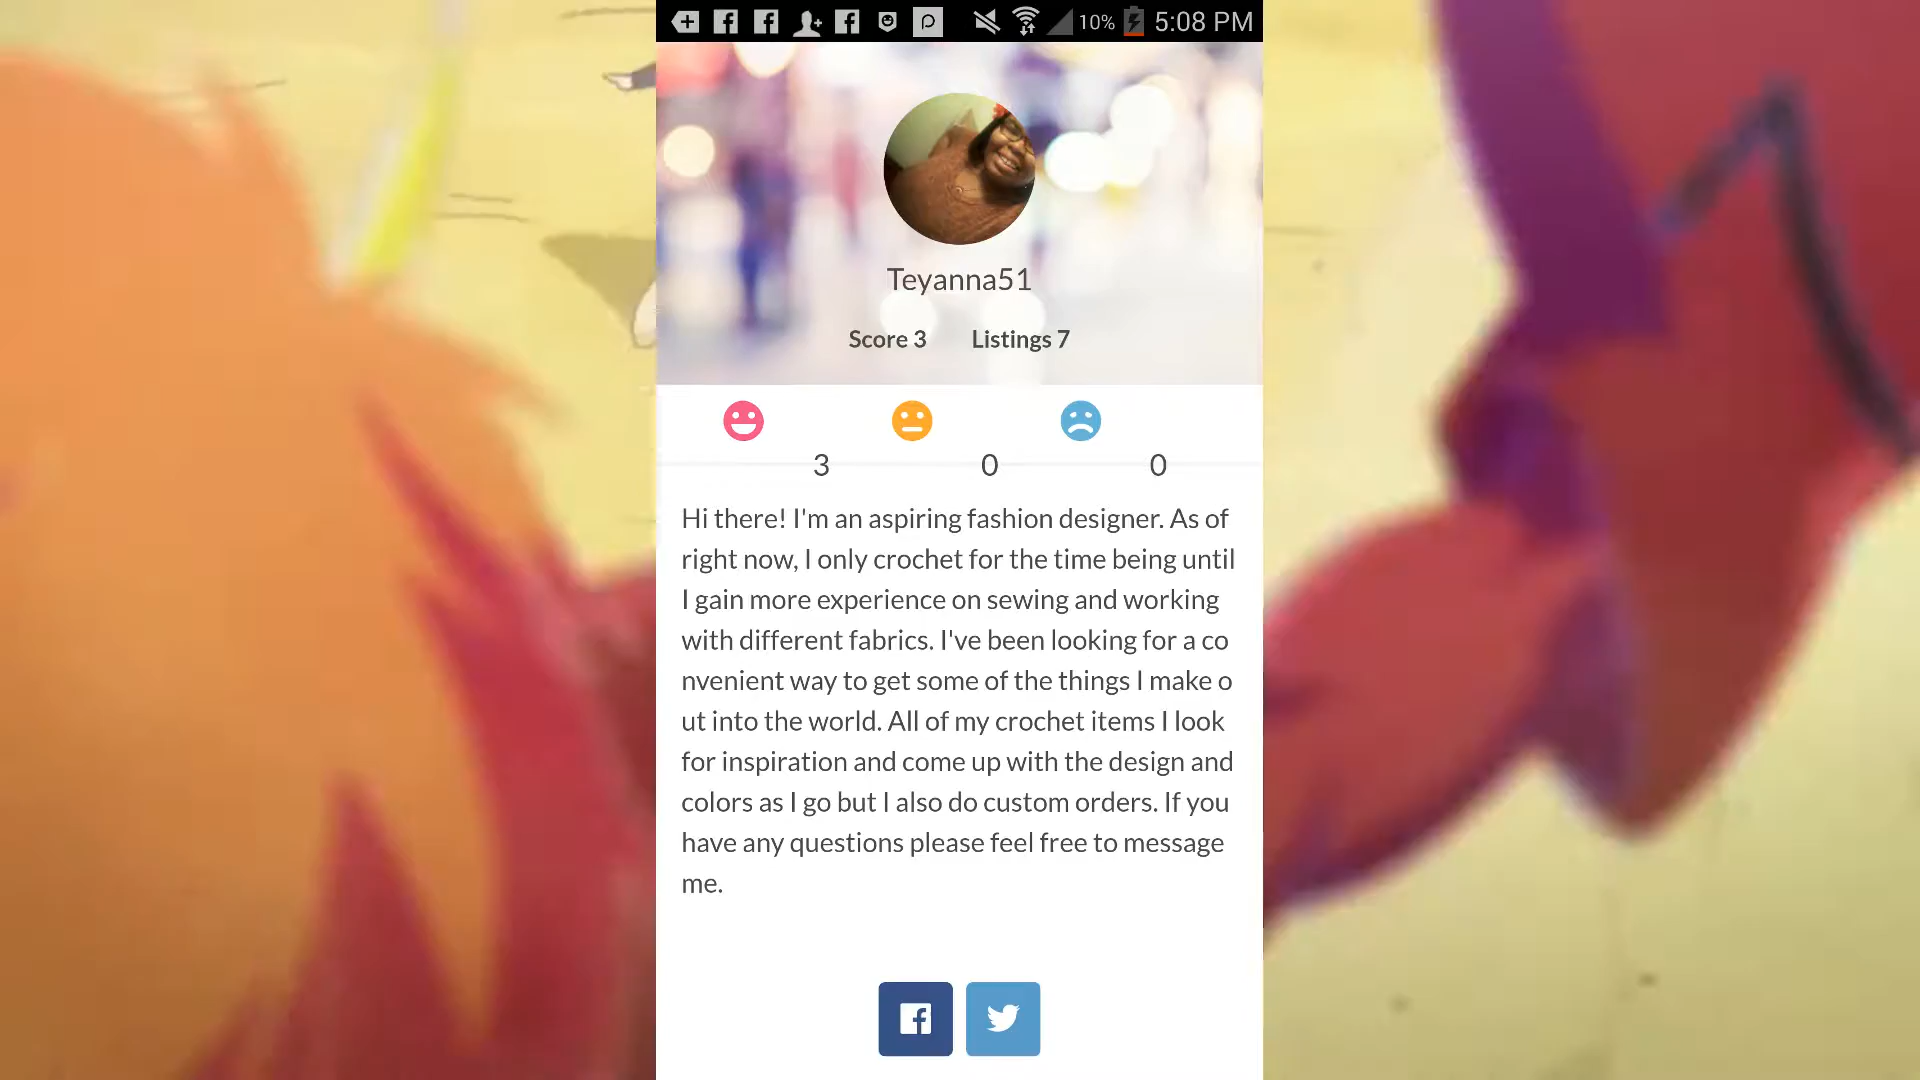 10% 5:08 PM
Teyanna51
Score 3 Listings 7
3 0 0
Hi there! I'm an aspiring fashion designer. As of
right now, I only crochet for the time being until
I gain more experience on sewing and working
with different fabrics. I've been looking for a co
nvenient way to get some of the things I make o
ut into the world. All of my crochet items I look
for inspiration and come up with the design and
colors as I go but I also do custom orders. If you
have any questions please feel free to message
me.